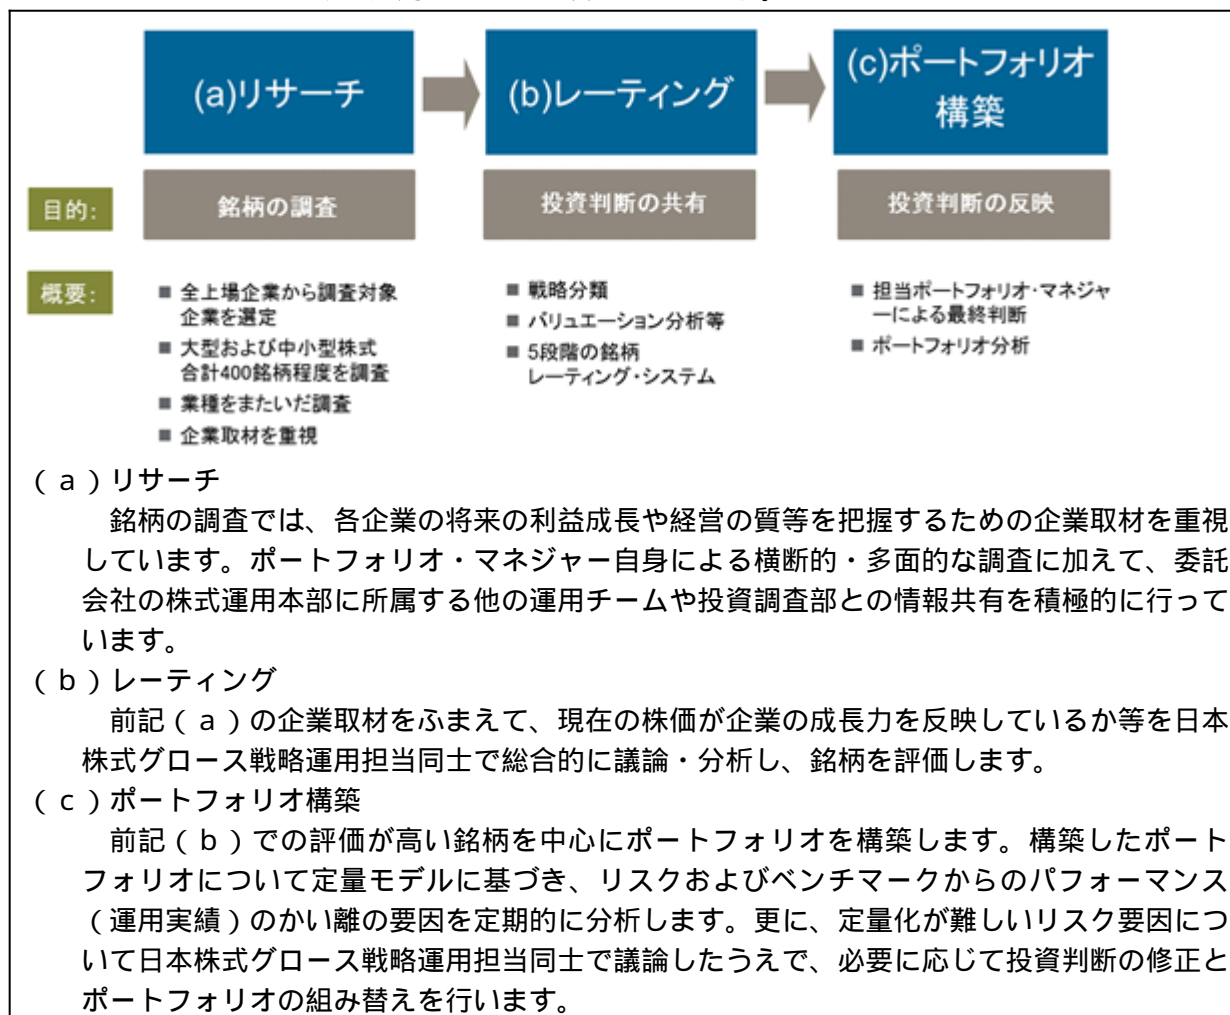 (a)リサーチ
(b)レーティング
(c)ポートフォリオ
構築
目的:
銘柄の調査
投資判断の共有
投資判断の反映
概要:
■ 全上場企業から調査対象
企業を選定
■ 大型および中小型株式
合計400銘柄程度を調査
■ 業種をまたいだ調査
■ 企業取材を重視
■ 戦略分類
■ バリュエーション分析等
■ 5段階の銘柄
レーティング・システム
■ 担当ポートフォリオ・マネジャ
ーによる最終判断
■ ポートフォリオ分析
(a)リサーチ
銘柄の調査では、各企業の将来の利益成長や経営の質等を把握するための企業取材を重視
しています。ポートフォリオ・マネジャー自身による横断的・多面的な調査に加えて、委託
会社の株式運用本部に所属する他の運用チームや投資調査部との情報共有を積極的に行って
います。
(b)レーティング
前記(a)の企業取材をふまえて、現在の株価が企業の成長力を反映しているか等を日本
株式グロース戦略運用担当同士で総合的に議論・分析し、銘柄を評価します。
(c)ポートフォリオ構築
前記(b)での評価が高い銘柄を中心にポートフォリオを構築します。構築したポート
フォリオについて定量モデルに基づき、リスクおよびベンチマークからのパフォーマンス
(運用実績)のかい離の要因を定期的に分析します。更に、定量化が難しいリスク要因につ
いて日本株式グロース戦略運用担当同士で議論したうえで、必要に応じて投資判断の修正と
ポートフォリオの組み替えを行います。